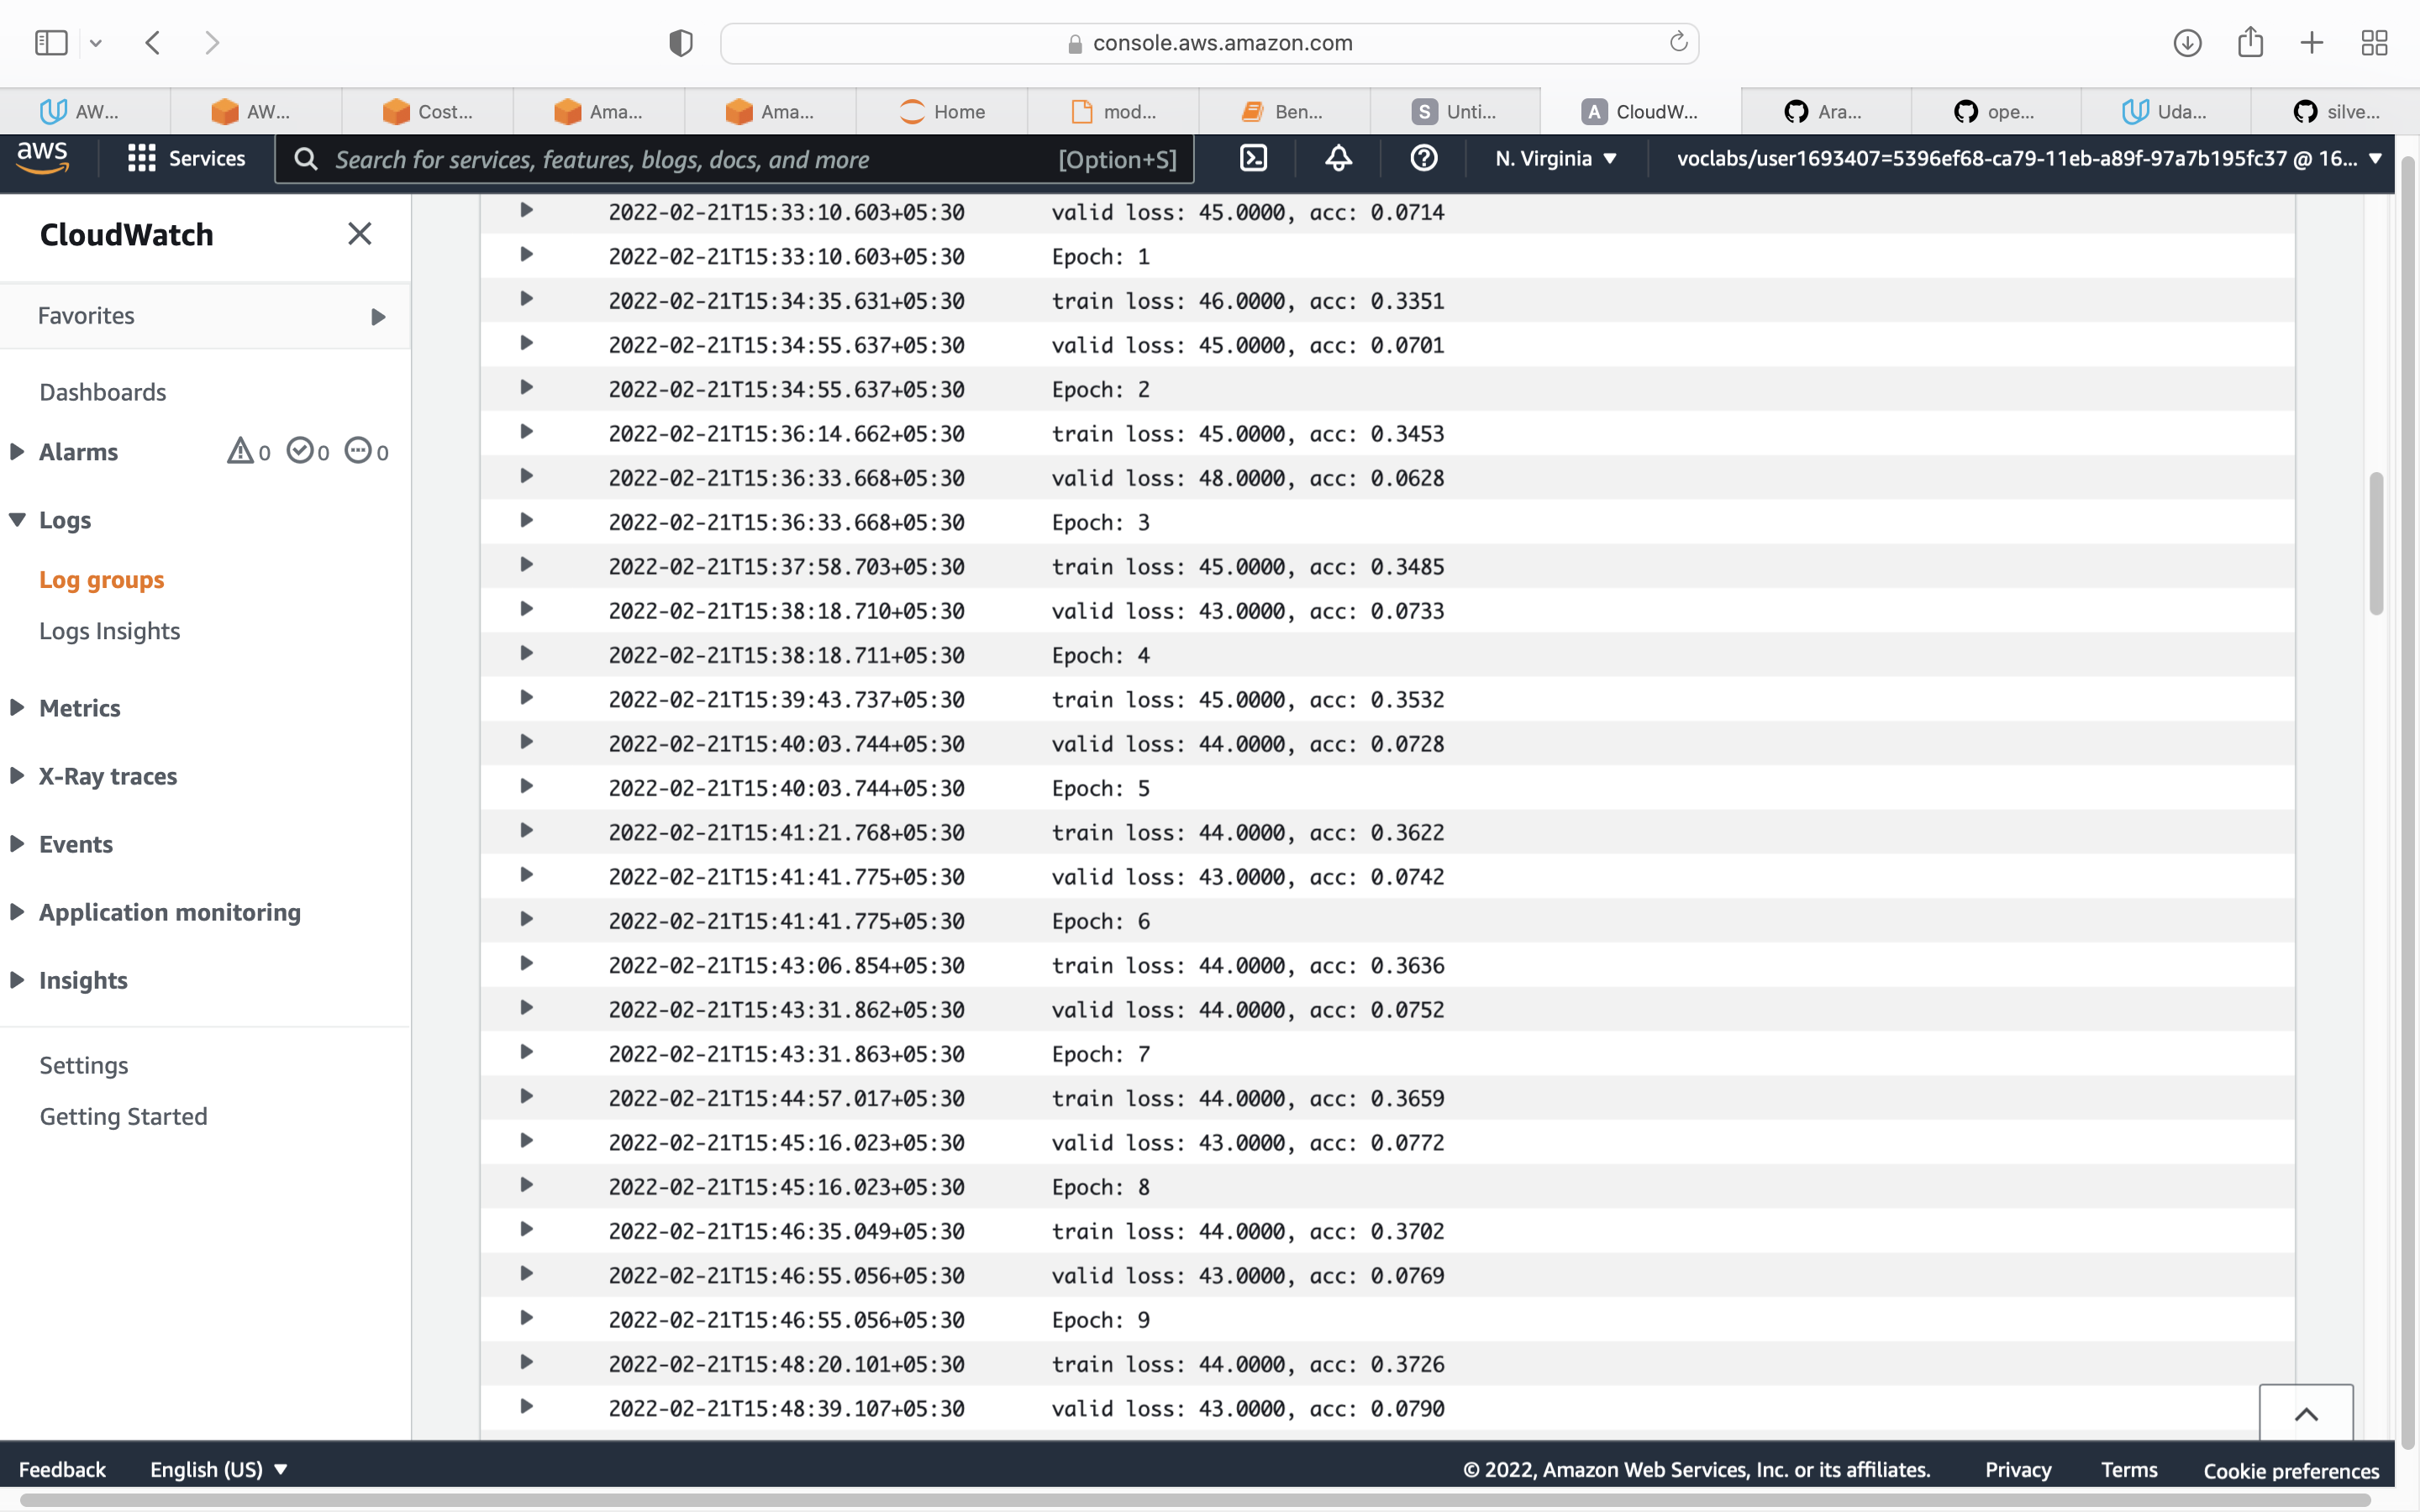 console.aws.amazon.com
AW... AW... Cost... Ama... Ama... Home mod... Ben... S Unti... A CloudW... Ara... ope... Uda... silve...
aws Services Search for services, features, blogs, docs, and more [Option+S] N. Virginia voclabs/user1693407=5396ef68-ca79-11eb-a89f-97a7b195fc37 @ 16...
CloudWatch
Favorites
Dashboards
Alarms 0 0 0
Logs
Log groups
Logs Insights
Metrics
X-Ray traces
Events
Application monitoring
Insights
Settings
Getting Started
2022-02-21T15:33:10.603+05:30 valid loss: 45.0000, acc: 0.0714
2022-02-21T15:33:10.603+05:30 Epoch: 1
2022-02-21T15:34:35.631+05:30 train loss: 46.0000, acc: 0.3351
2022-02-21T15:34:55.637+05:30 valid loss: 45.0000, acc: 0.0701
2022-02-21T15:34:55.637+05:30 Epoch: 2
2022-02-21T15:36:14.662+05:30 train loss: 45.0000, acc: 0.3453
2022-02-21T15:36:33.668+05:30 valid loss: 48.0000, acc: 0.0628
2022-02-21T15:36:33.668+05:30 Epoch: 3
2022-02-21T15:37:58.703+05:30 train loss: 45.0000, acc: 0.3485
2022-02-21T15:38:18.710+05:30 valid loss: 43.0000, acc: 0.0733
2022-02-21T15:38:18.711+05:30 Epoch: 4
2022-02-21T15:39:43.737+05:30 train loss: 45.0000, acc: 0.3532
2022-02-21T15:40:03.744+05:30 valid loss: 44.0000, acc: 0.0728
2022-02-21T15:40:03.744+05:30 Epoch: 5
2022-02-21T15:41:21.768+05:30 train loss: 44.0000, acc: 0.3622
2022-02-21T15:41:41.775+05:30 valid loss: 43.0000, acc: 0.0742
2022-02-21T15:41:41.775+05:30 Epoch: 6
2022-02-21T15:43:06.854+05:30 train loss: 44.0000, acc: 0.3636
2022-02-21T15:43:31.862+05:30 valid loss: 44.0000, acc: 0.0752
2022-02-21T15:43:31.863+05:30 Epoch: 7
2022-02-21T15:44:57.017+05:30 train loss: 44.0000, acc: 0.3659
2022-02-21T15:45:16.023+05:30 valid loss: 43.0000, acc: 0.0772
2022-02-21T15:45:16.023+05:30 Epoch: 8
2022-02-21T15:46:35.049+05:30 train loss: 44.0000, acc: 0.3702
2022-02-21T15:46:55.056+05:30 valid loss: 43.0000, acc: 0.0769
2022-02-21T15:46:55.056+05:30 Epoch: 9
2022-02-21T15:48:20.101+05:30 train loss: 44.0000, acc: 0.3726
2022-02-21T15:48:39.107+05:30 valid loss: 43.0000, acc: 0.0790
Feedback English (US) © 2022, Amazon Web Services, Inc. or its affiliates. Privacy Terms Cookie preferences